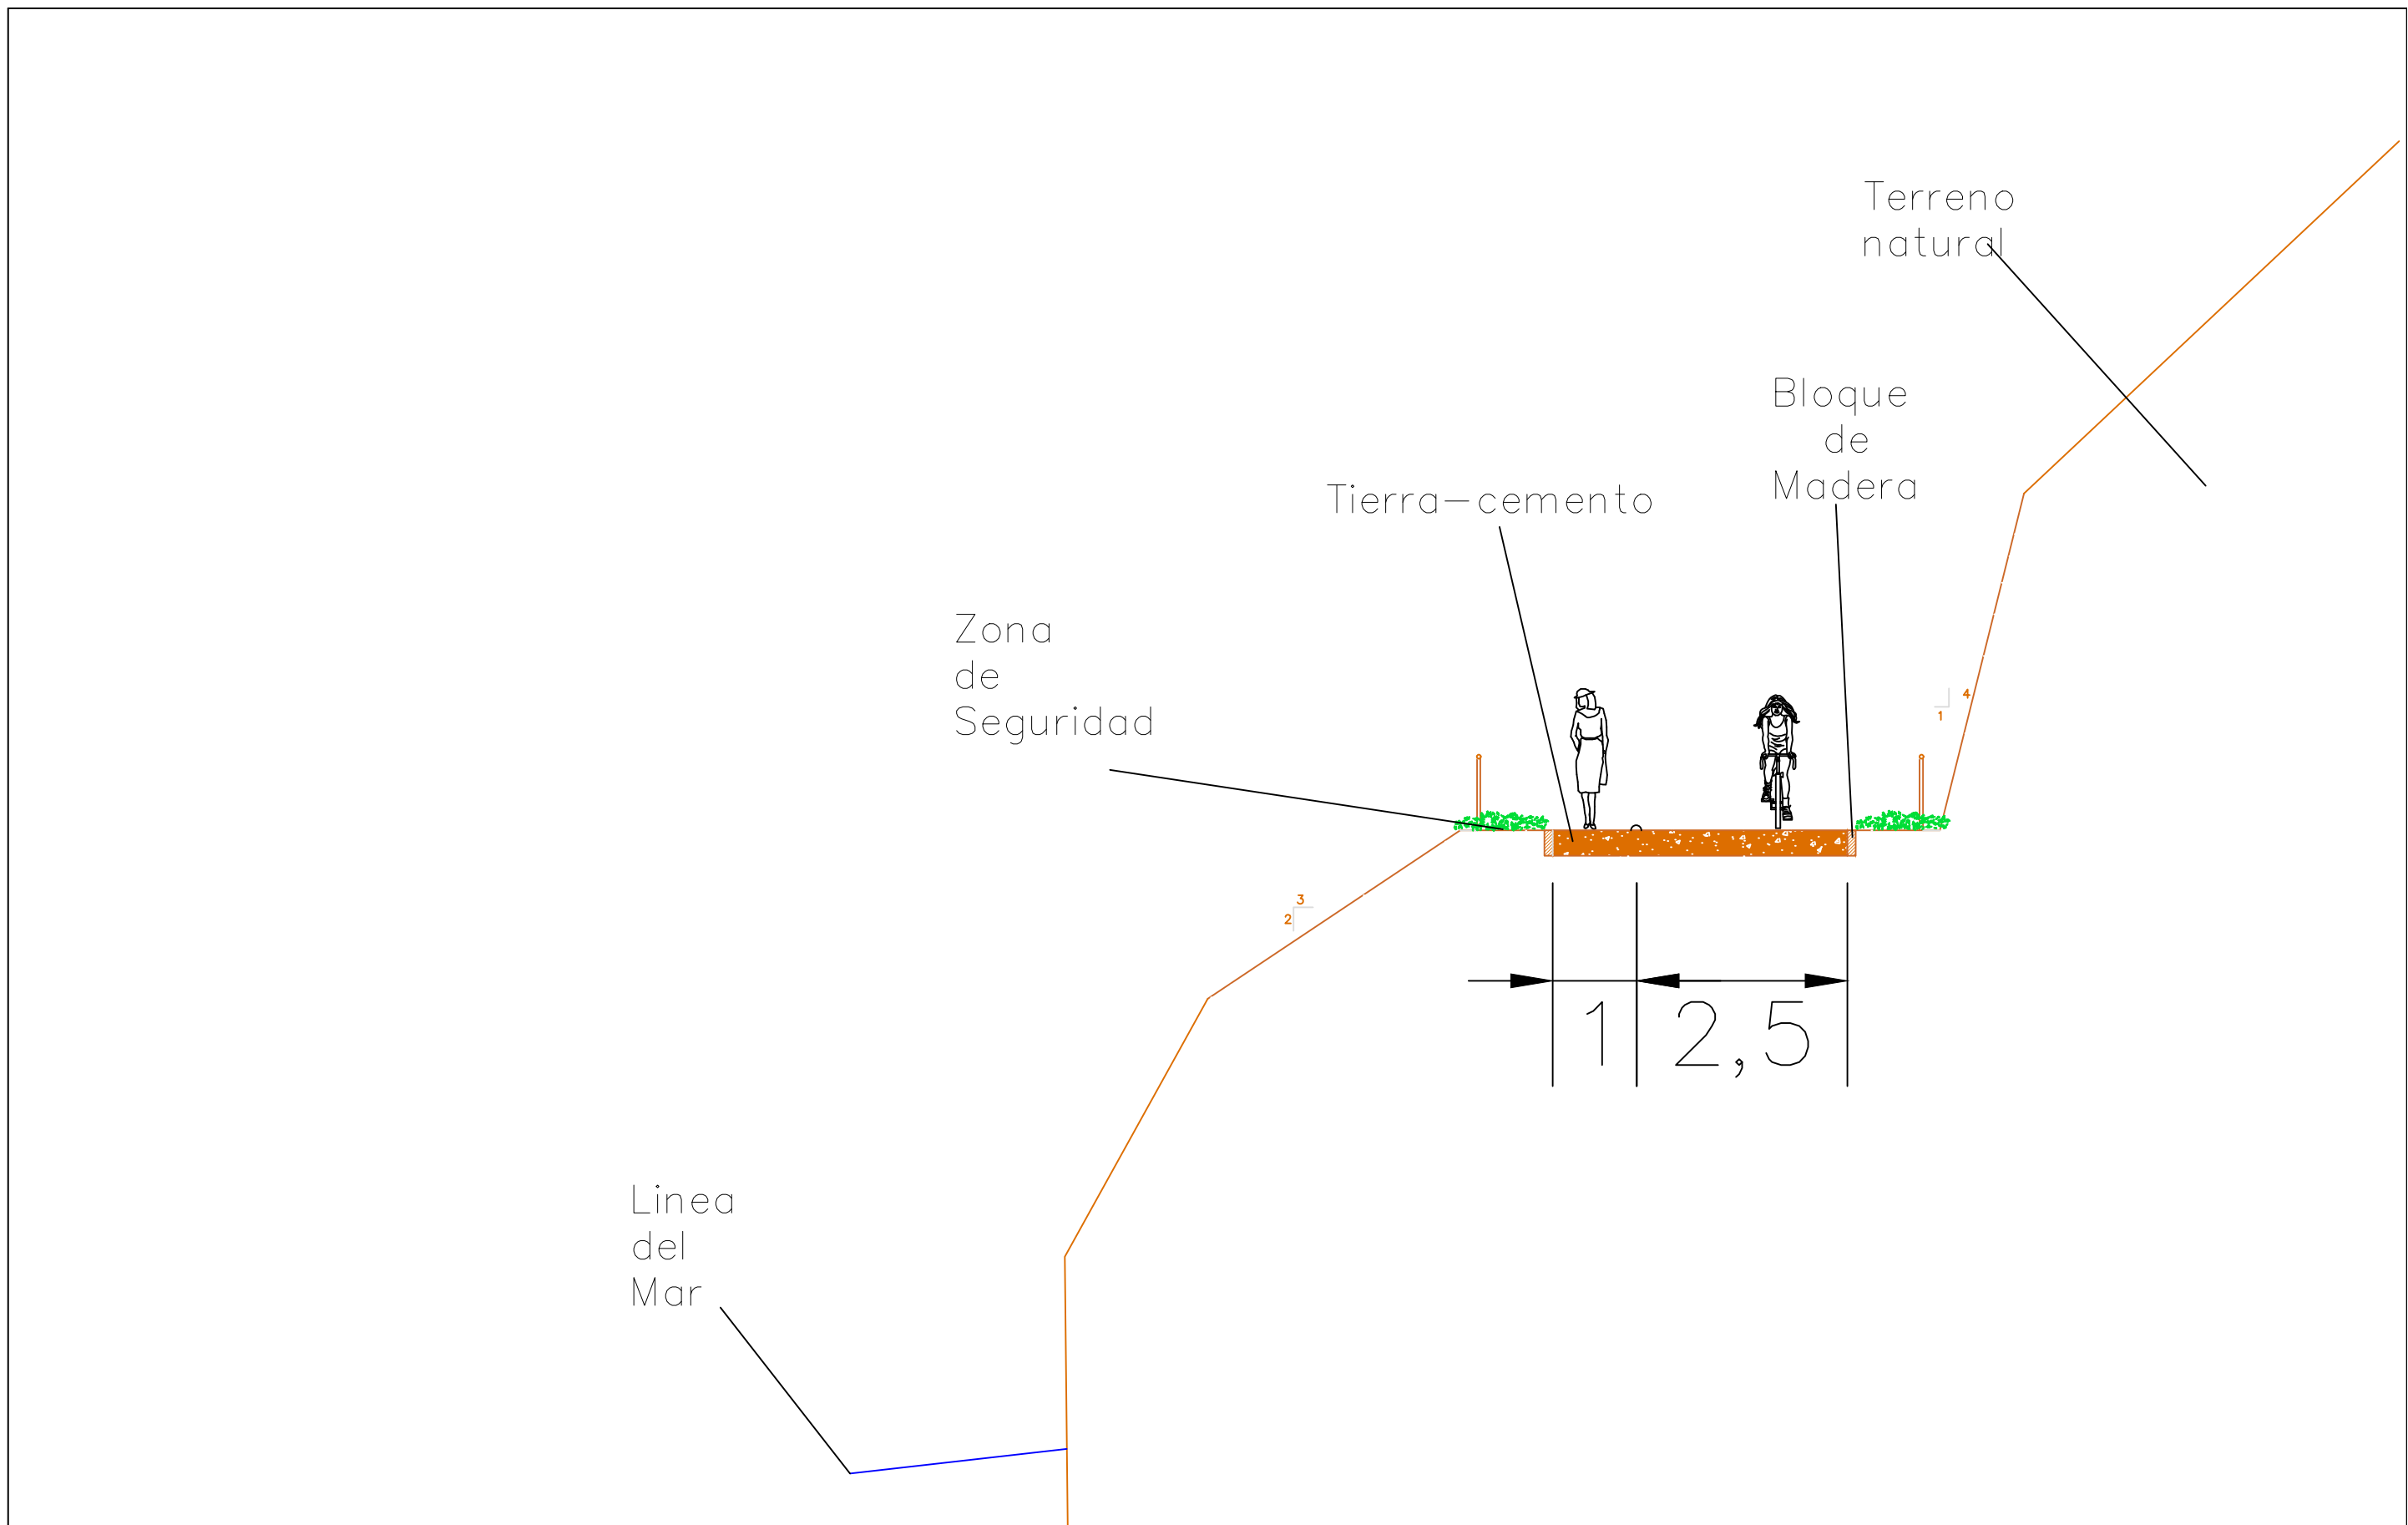 Terreno
natural
Bloque
de
Madera
Tierra-cemento
Zona
de
Seguridad
4
1
3
2
1
2,5
Linea
del
Mar